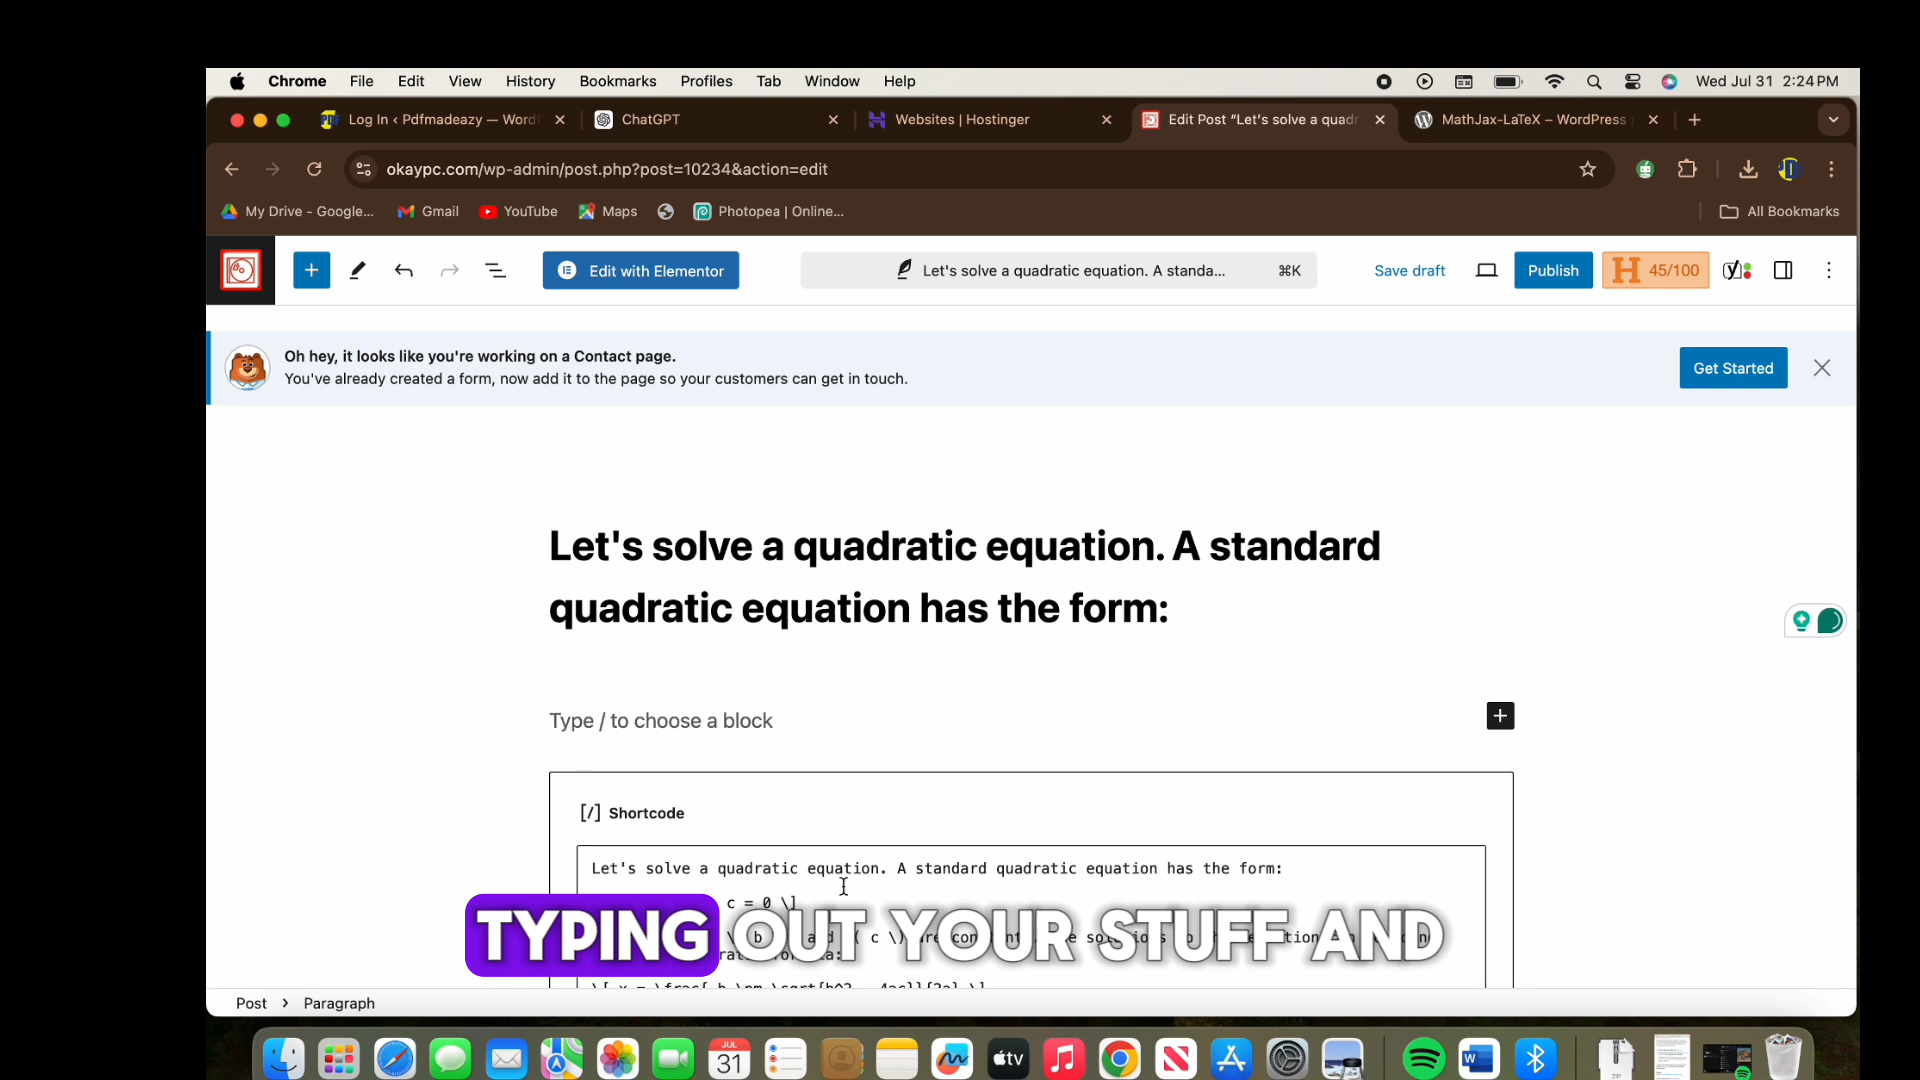 Chrome File Edit View History Bookmarks Profiles Tab Window Help Wed Jul 31 2:24 PM
Log In ‹ Pdfmadeazy — Word ChatGPT Websites | Hostinger Edit Post “Let’s solve a quadr MathJax-LaTeX – WordPress
okaypc.com/wp-admin/post.php?post=10234&action=edit
My Drive - Google... Gmail YouTube Maps Photopea | Online... All Bookmarks
Edit with Elementor Let's solve a quadratic equation. A standa... ⌘K Save draft Publish H 45/100
Oh hey, it looks like you're working on a Contact page.
You've already created a form, now add it to the page so your customers can get in touch.
Get Started
Let's solve a quadratic equation. A standard
quadratic equation has the form:
Type / to choose a block
[/] Shortcode
Let's solve a quadratic equation. A standard quadratic equation has the form:
c = 0 \]
TYPING OUT YOUR STUFF AND
Post › Paragraph
JUL
31
tv
W
ZIP